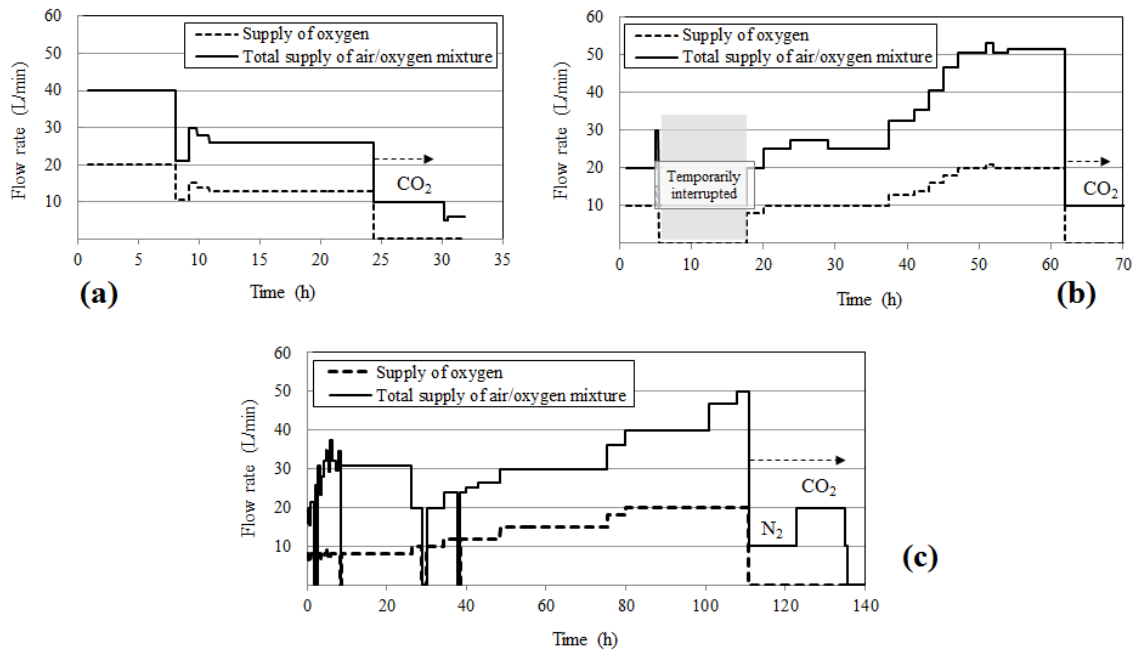 60
50
40
30
20
10
Flow rate (L/min)
Supply of oxygen
Total supply of air/oxygen mixture
CO2
0 5 10 15 20 25 30 35
Time (h)
(a)
60
50
40
30
20
10
Flow rate (L/min)
Supply of oxygen
Total supply of air/oxygen mixture
Temporarily
interrupted
CO2
0 10 20 30 40 50 60 70
Time (h)
(b)
60
50
40
30
20
10
Flow rate (L/min)
Supply of oxygen
Total supply of air/oxygen mixture
CO2
N2
0 20 40 60 80 100 120 140
Time (h)
(c)